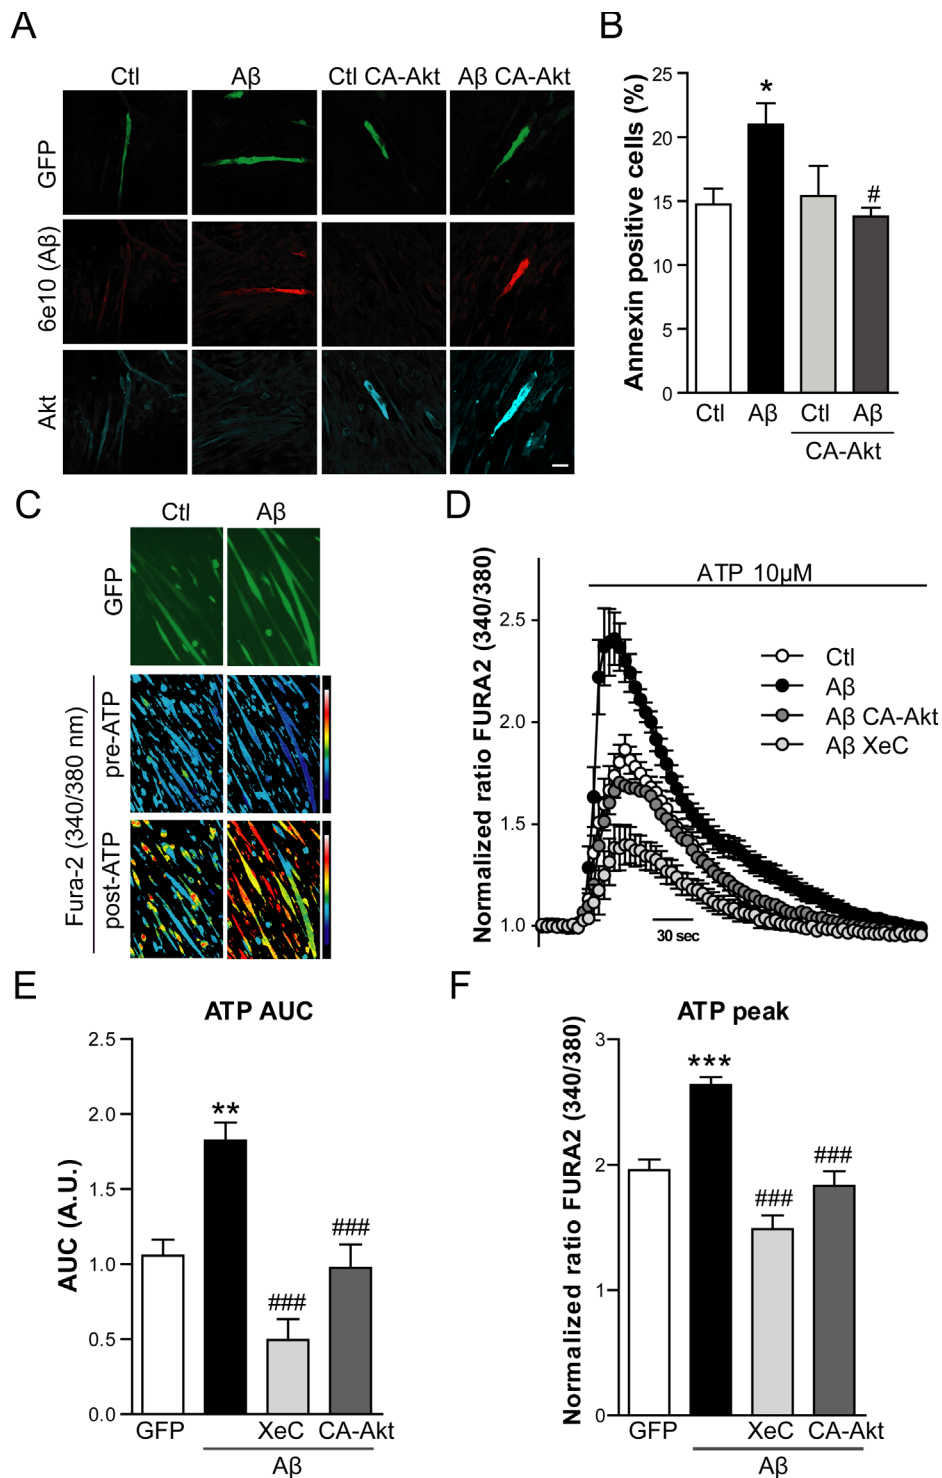 A
Ctl Aβ Ctl CA-Akt Aβ CA-Akt
GFP
6e10 (Aβ)
Akt
B
Annexin positive cells (%)
25
20
15
10
5
0
*
#
Ctl Aβ Ctl Aβ
CA-Akt
C
Ctl Aβ
GFP
Fura-2 (340/380 nm)
pre-ATP
post-ATP
D
Normalized ratio FURA2 (340/380)
2.5
2.0
1.5
1.0
ATP 10µM
Ctl
Aβ
Aβ CA-Akt
Aβ XeC
30 sec
E
ATP AUC
AUC (A.U.)
2.5
2.0
1.5
1.0
0.5
0.0
**
###
###
GFP XeC CA-Akt
Aβ
F
ATP peak
Normalized ratio FURA2 (340/380)
3
2
1
0
***
###
###
GFP XeC CA-Akt
Aβ